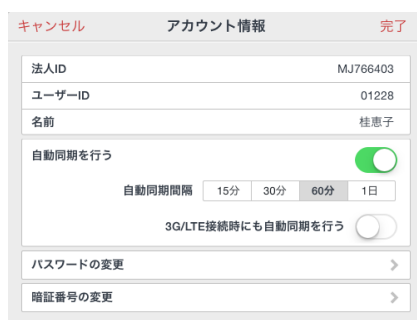 キャンセル アカウント情報 完了
法人ID MJ766403
ユーザーID 01228
名前 桂恵子
自動同期を行う
自動同期間隔 15分 30分 60分 1日
3G/LTE接続時にも自動同期を行う
パスワードの変更
暗証番号の変更